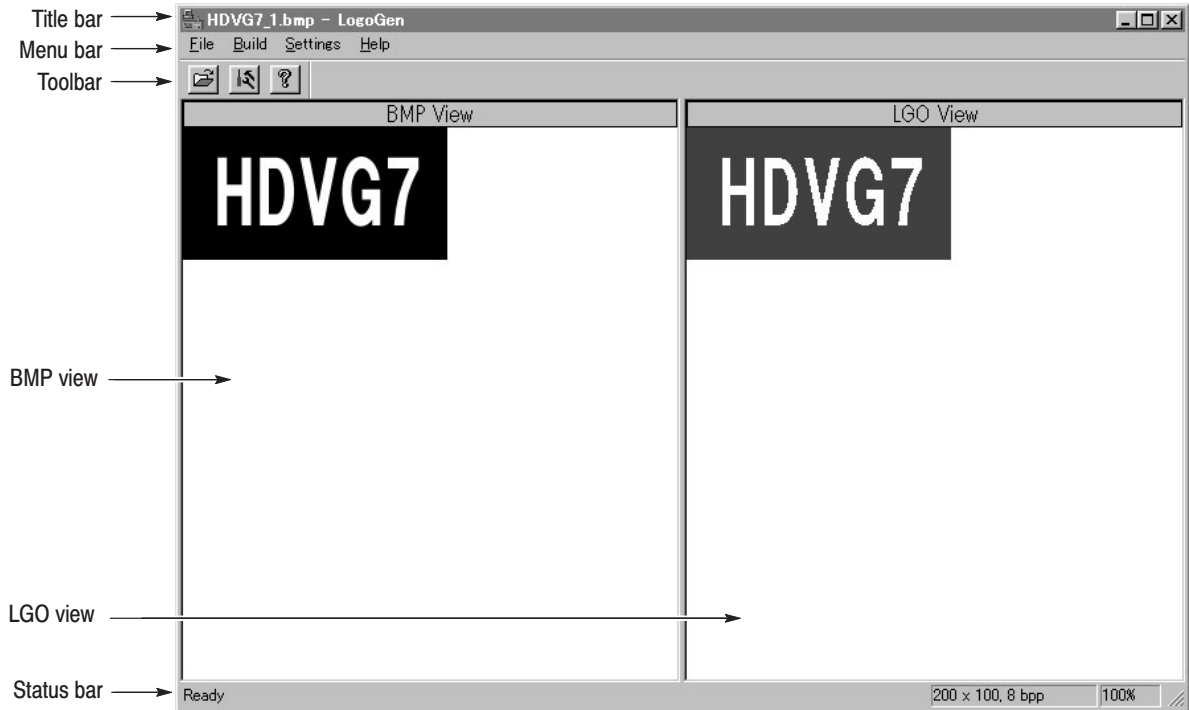 Title bar
HDVG7_1.bmp - LogoGen
Menu bar
File Build Settings Help
Toolbar
BMP View
LGO View
HDVG7
HDVG7
BMP view
LGO view
Status bar
Ready
200 x 100, 8 bpp
100%